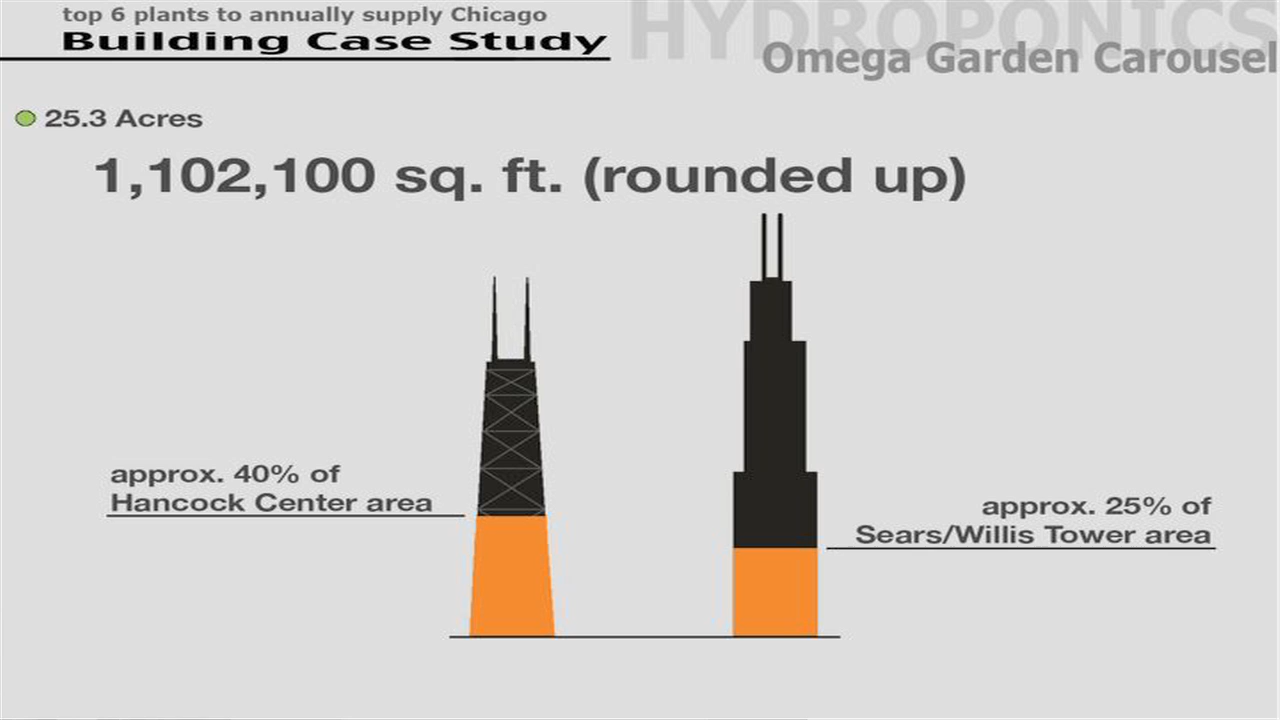 top 6 plants to annually supply Chicago
Building Case Study
HYDROPONICS
Omega Garden Carousel
25.3 Acres
1,102,100 sq. ft. (rounded up)
approx. 40% of
Hancock Center area
approx. 25% of
Sears/Willis Tower area